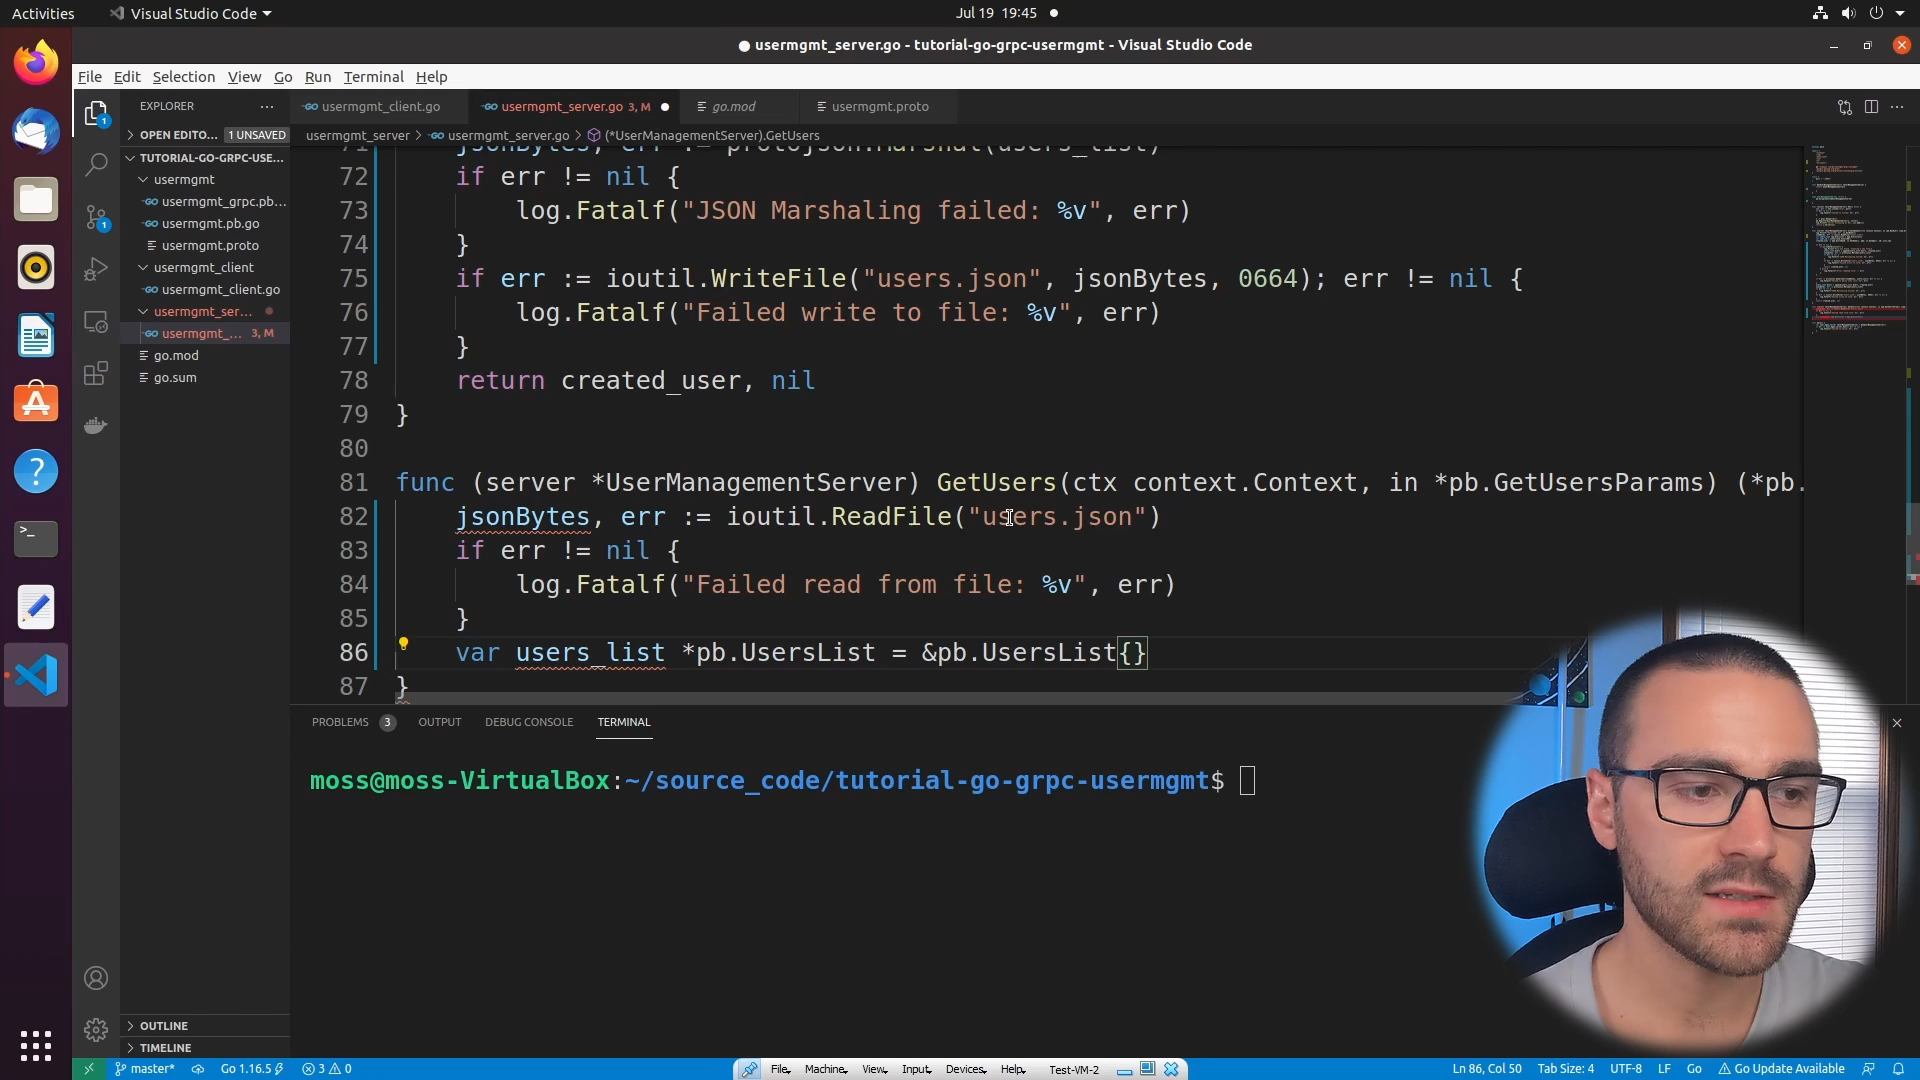 Activities
Visual Studio Code
Jul 19 19:45
usermgmt_server.go - tutorial-go-grpc-usermgmt - Visual Studio Code
File Edit Selection View Go Run Terminal Help
EXPLORER
usermgmt_client.go
usermgmt_server.go 3, M
go.mod
usermgmt.proto
OPEN EDITO... 1 UNSAVED
usermgmt_server > usermgmt_server.go > (*UserManagementServer).GetUsers
TUTORIAL-GO-GRPC-USE...
usermgmt
usermgmt_grpc.pb...
usermgmt.pb.go
usermgmt.proto
usermgmt_client
usermgmt_client.go
usermgmt_ser...
usermgmt_... 3, M
go.mod
go.sum
71 jsonBytes, err := protojson.Marshal(users_list)
72 if err != nil {
73 log.Fatalf("JSON Marshaling failed: %v", err)
74 }
75 if err := ioutil.WriteFile("users.json", jsonBytes, 0664); err != nil {
76 log.Fatalf("Failed write to file: %v", err)
77 }
78 return created_user, nil
79 }
80
81 func (server *UserManagementServer) GetUsers(ctx context.Context, in *pb.GetUsersParams) (*pb.
82 jsonBytes, err := ioutil.ReadFile("users.json")
83 if err != nil {
84 log.Fatalf("Failed read from file: %v", err)
85 }
86 var users_list *pb.UsersList = &pb.UsersList{}
87 }
PROBLEMS 3 OUTPUT DEBUG CONSOLE TERMINAL
moss@moss-VirtualBox:~/source_code/tutorial-go-grpc-usermgmt$
OUTLINE
TIMELINE
master* Go 1.16.5 3 0
File Machine View Input Devices Help Test-VM-2
Ln 86, Col 50 Tab Size: 4 UTF-8 LF Go Go Update Available